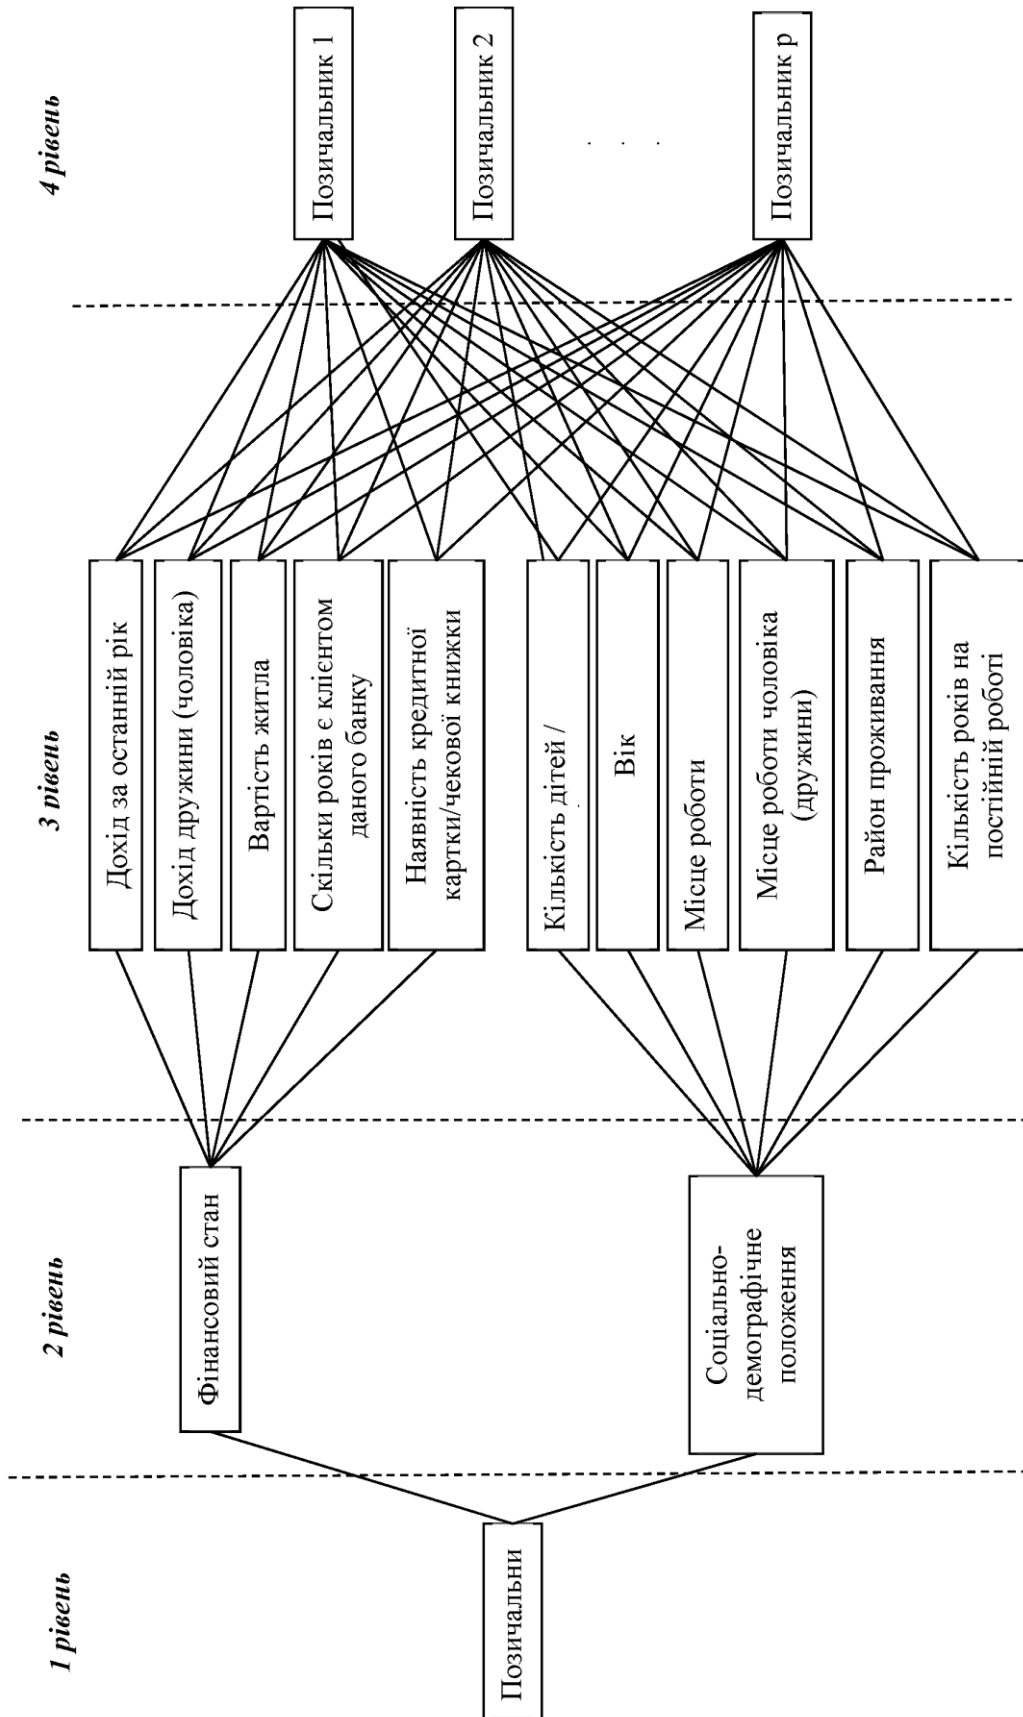 1 рівень
2 рівень
3 рівень
4 рівень
Позичальни
Фінансовий стан
Соціально-
демографічне
положення
Дохід за останній рік
Дохід дружини (чоловіка)
Вартість житла
Скільки років є клієнтом
даного банку
Наявність кредитної
картки/чекової книжки
Кількість дітей /
Вік
Місце роботи
Місце роботи чоловіка
(дружини)
Район проживання
Кількість років на
постійній роботі
Позичальник 1
Позичальник 2
. . .
Позичальник р